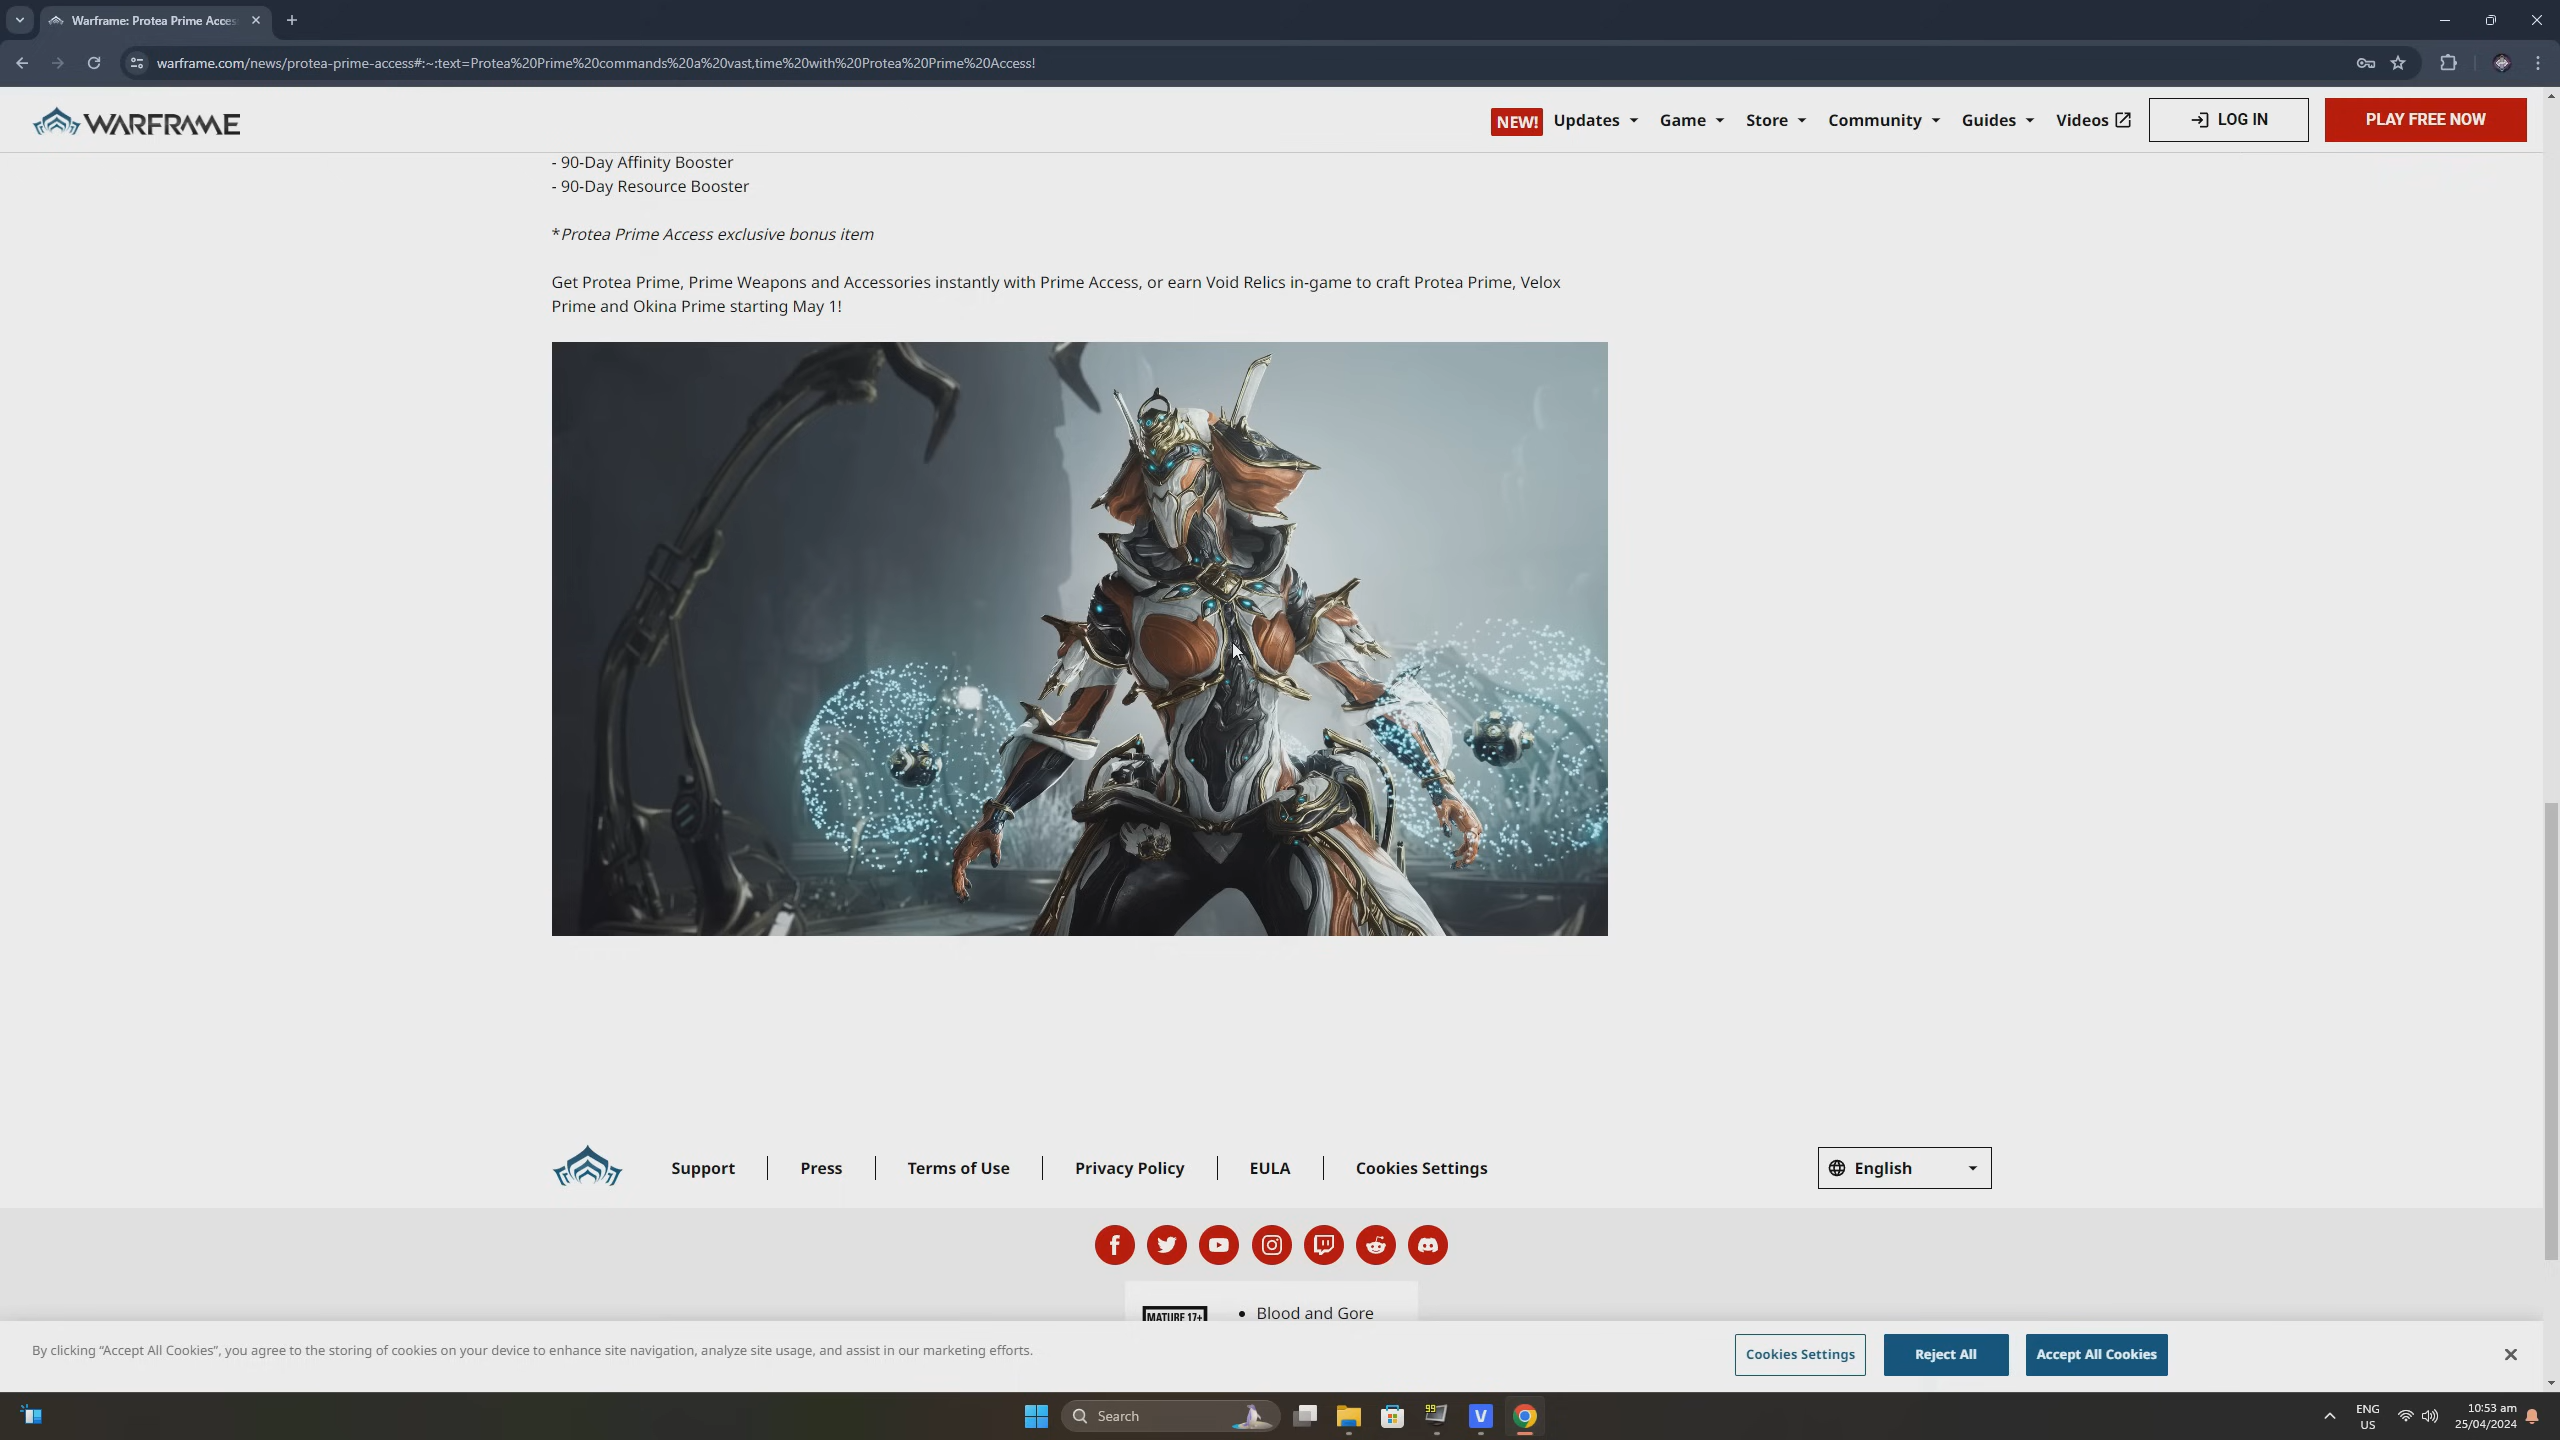 Warframe: Protea Prime Acces
warframe.com/news/protea-prime-access#:~:text=Protea%20Prime%20commands%20a%20vast,time%20with%20Protea%20Prime%20Access!
WARFRAME
NEW! Updates Game Store Community Guides Videos LOG IN PLAY FREE NOW
- 90-Day Affinity Booster
- 90-Day Resource Booster
*Protea Prime Access exclusive bonus item
Get Protea Prime, Prime Weapons and Accessories instantly with Prime Access, or earn Void Relics in-game to craft Protea Prime, Velox
Prime and Okina Prime starting May 1!
Support Press Terms of Use Privacy Policy EULA Cookies Settings English
MATURE 17+
• Blood and Gore
By clicking “Accept All Cookies”, you agree to the storing of cookies on your device to enhance site navigation, analyze site usage, and assist in our marketing efforts.
Cookies Settings Reject All Accept All Cookies
Search
99
V
ENG
US
10:53 am
25/04/2024